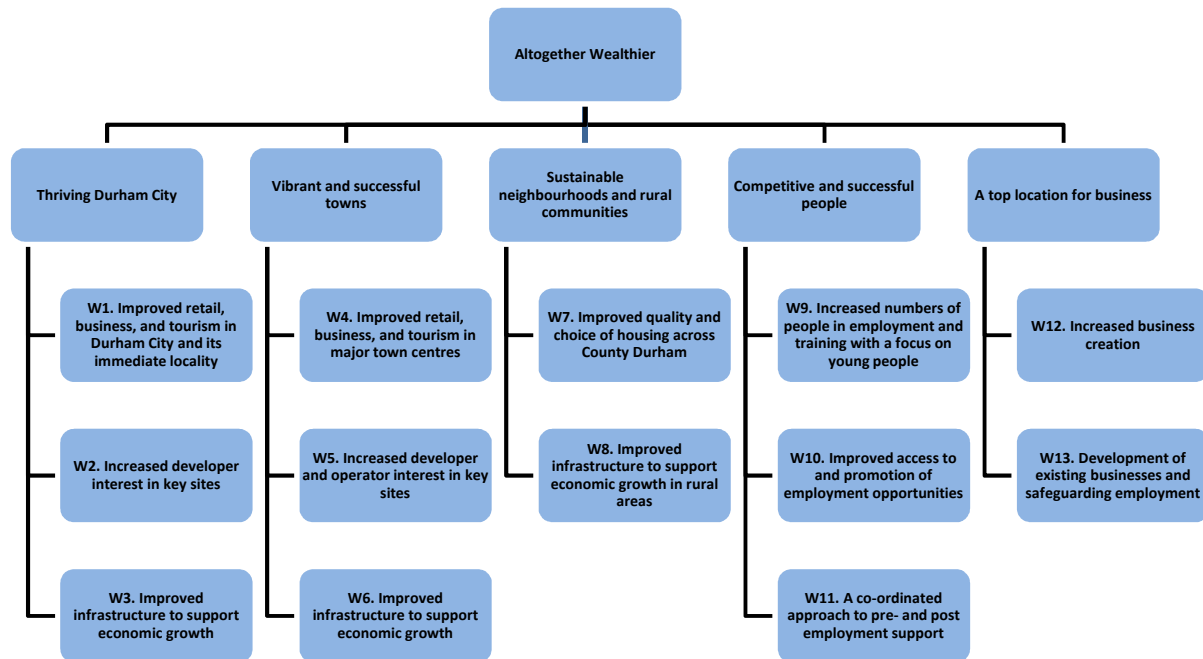 Altogether Wealthier
Thriving Durham City
Vibrant and successful
towns
Sustainable
neighbourhoods and rural
communities
Competitive and successful
people
A top location for business
W1. Improved retail,
business, and tourism in
Durham City and its
immediate locality
W4. Improved retail,
business, and tourism in
major town centres
W7. Improved quality and
choice of housing across
County Durham
W9. Increased numbers of
people in employment and
training with a focus on
young people
W12. Increased business
creation
W2. Increased developer
interest in key sites
W5. Increased developer
and operator interest in key
sites
W8. Improved
infrastructure to support
economic growth in rural
areas
W10. Improved access to
and promotion of
employment opportunities
W13. Development of
existing businesses and
safeguarding employment
W3. Improved
infrastructure to support
economic growth
W6. Improved
infrastructure to support
economic growth
W11. A co-ordinated
approach to pre- and post
employment support